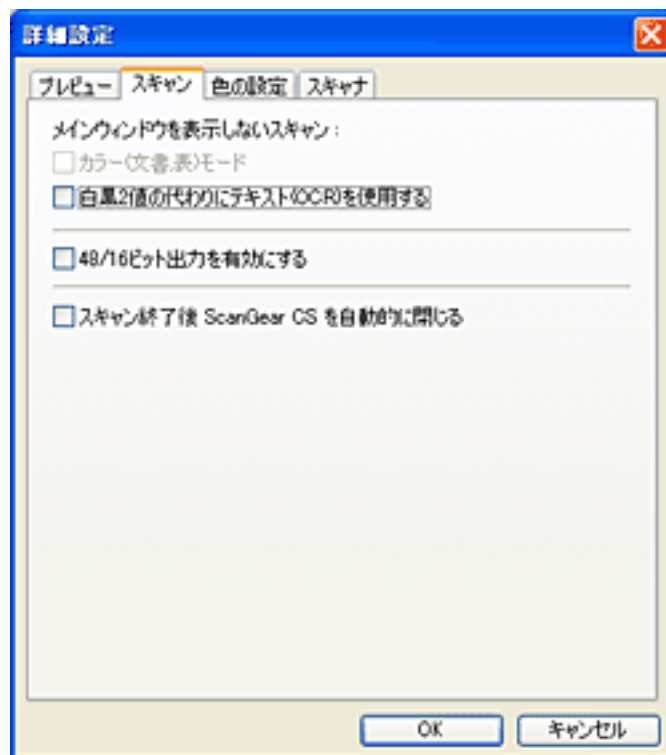 詳細設定
プレビュー スキャン 色の設定 スキャナ
メインウィンドウを表示しないスキャン:
カラー(文書,表)モード
白黒2値の代わりにテキスト(OCR)を使用する
48/16ビット出力を有効にする
スキャン終了後 ScanGear CS を自動的に閉じる
OK キャンセル